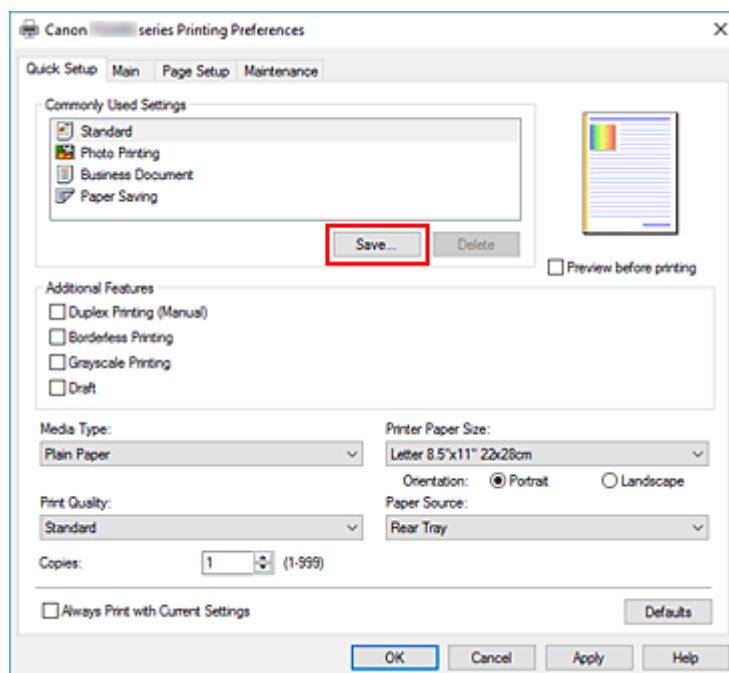 Canon series Printing Preferences
Quick Setup Main Page Setup Maintenance
Commonly Used Settings
Standard
Photo Printing
Business Document
Paper Saving
Save... Delete
Preview before printing
Additional Features
Duplex Printing (Manual)
Borderless Printing
Grayscale Printing
Draft
Media Type: Printer Paper Size:
Plain Paper Letter 8.5"x11" 22x28cm
Orientation: Portrait Landscape
Print Quality: Paper Source:
Standard Rear Tray
Copies: 1 (1-999)
Always Print with Current Settings Defaults
OK Cancel Apply Help